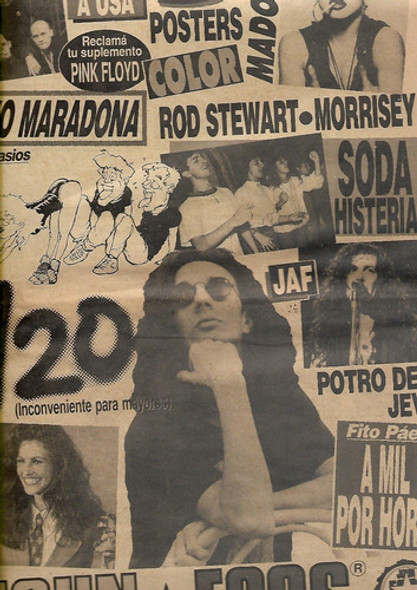 A USA
POSTERS
COLOR
MADO
Reclamá
tu suplemento
PINK FLOYD
O MARADONA
ROD STEWART•MORRISEY
asios
SODA
HISTERIA
JAF
20
(Inconveniente para mayores)
POTRO DE
JEV
Fito Páe
A MIL
POR HOR